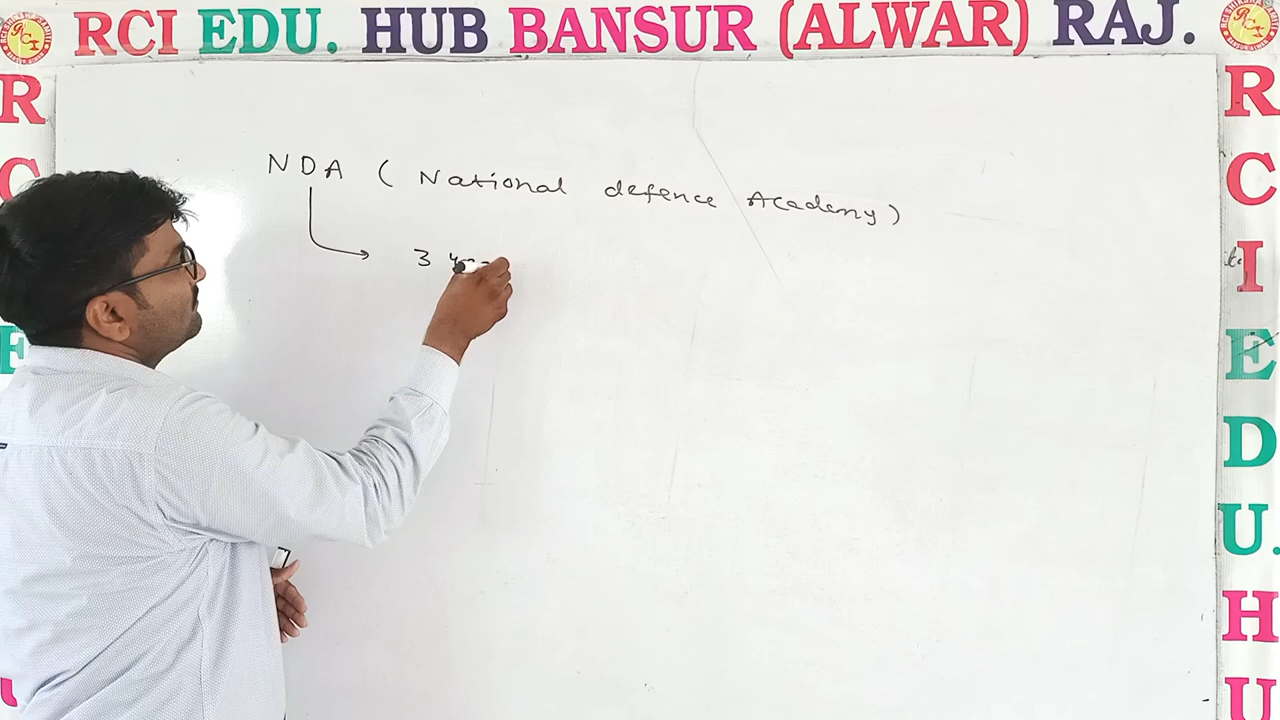 RCI EDU. HUB BANSUR (ALWAR) RAJ.
NDA ( National defence Academy)
3
R
C
E
R
C
I
E
D
U.
H
U